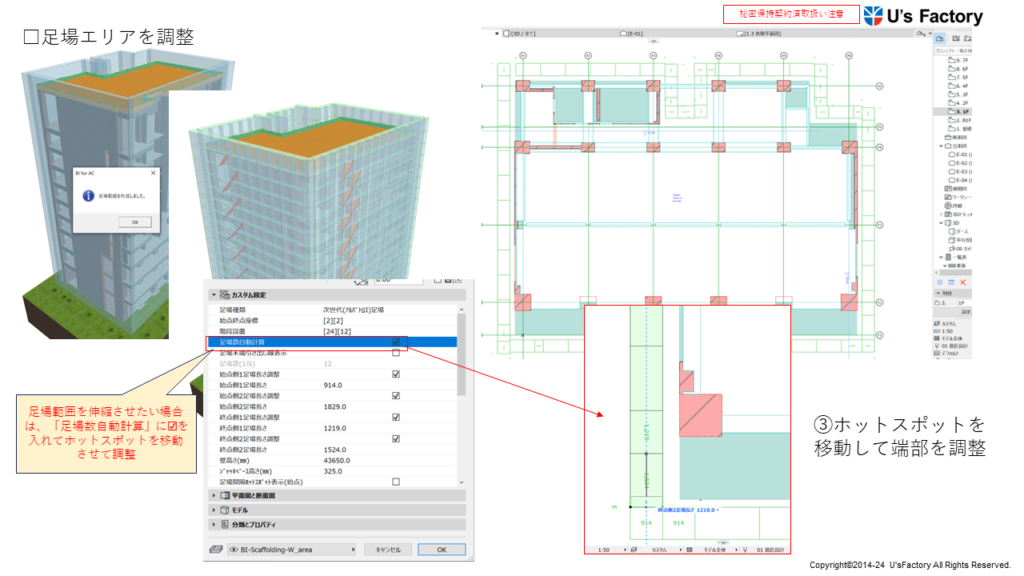 秘密保持契約済取扱い注意
U's Factory
□足場エリアを調整
BI for AC
足場範囲を作成しました。
OK
カスタム設定
足場種類 次世代(ｱﾙﾊﾞﾄﾛｽ)足場
始点終点座標 [2][2]
階段設置 [24][12]
足場数自動計算
足場末端引き出し線表示
足場数(1段) 12
始点側1足場長さ調整
始点側1足場長さ 914.0
始点側2足場長さ調整
始点側2足場長さ 1829.0
終点側1足場長さ調整
終点側1足場長さ 1219.0
終点側2足場長さ調整
終点側2足場長さ 1524.0
壁高さ(mm) 43650.0
ｼﾞｬｯｷﾍﾞｰｽ高さ(mm) 325.0
足場間隔ﾎｯﾄｽﾎﾟｯﾄ表示(始点)
平面図と断面図
モデル
分類とプロパティ
BI-Scaffolding-W_area
キャンセル
OK
足場範囲を伸縮させたい場合
は、「足場数自動計算」に☑を
入れてホットスポットを移動
させて調整
終点側1足場長さ 1219.0
914
914
1:50
カスタム
モデル全体
③ホットスポットを
移動して端部を調整
Copyright©2014-24 U'sFactory All Rights Reserved.